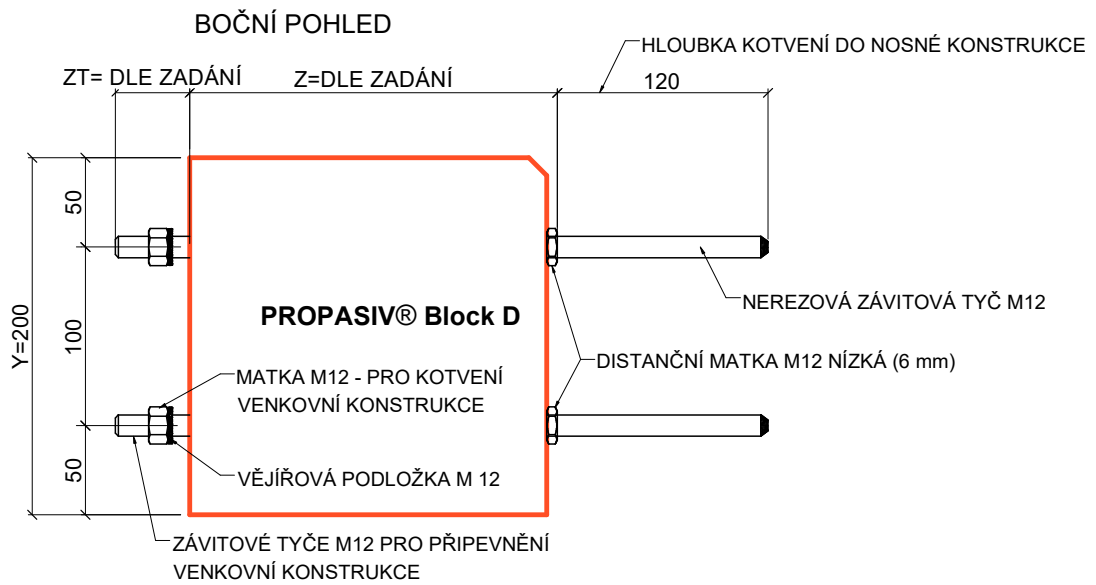 BOČNÍ POHLED
HLOUBKA KOTVENÍ DO NOSNÉ KONSTRUKCE
ZT= DLE ZADÁNÍ
Z=DLE ZADÁNÍ
120
50
100
50
Y=200
NEREZOVÁ ZÁVITOVÁ TYČ M12
PROPASIV® Block D
DISTANČNÍ MATKA M12 NÍZKÁ (6 mm)
MATKA M12 - PRO KOTVENÍ
VENKOVNÍ KONSTRUKCE
VĚJÍŘOVÁ PODLOŽKA M 12
ZÁVITOVÉ TYČE M12 PRO PŘIPEVNĚNÍ
VENKOVNÍ KONSTRUKCE